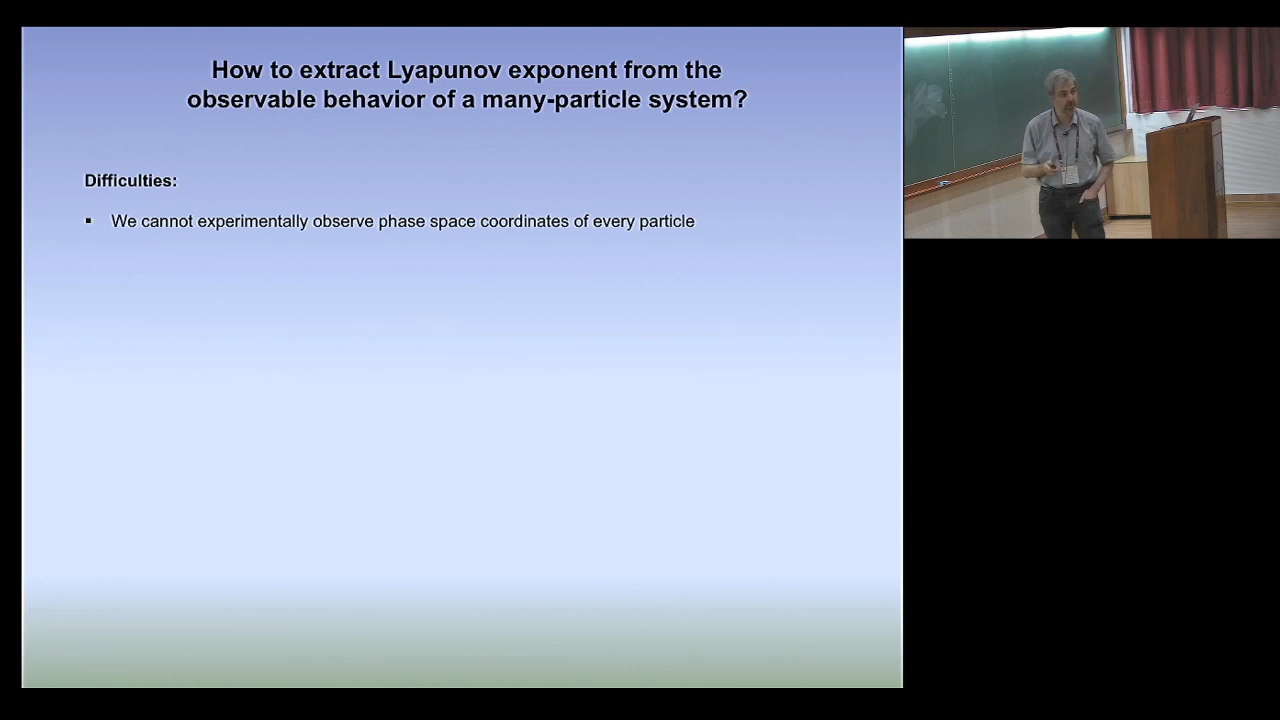 How to extract Lyapunov exponent from the
observable behavior of a many-particle system?
Difficulties:
▪ We cannot experimentally observe phase space coordinates of every particle